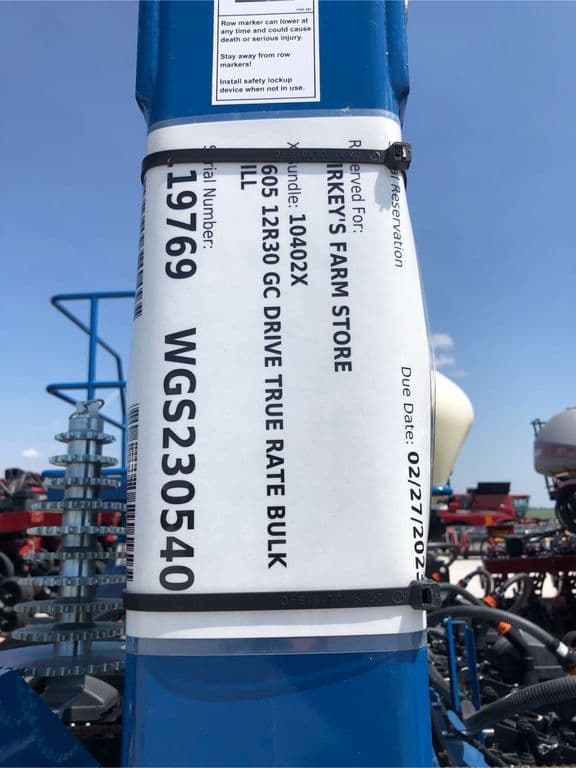 Row marker can lower at
any time and could cause
death or serious injury.
Stay away from row
markers!
Install safety lockup
device when not in use.
Reservation
Due Date: 02/27/202
Reserved For:
IRKEY'S FARM STORE
undle: 10402X
605 12R30 GC DRIVE TRUE RATE BULK
ILL
Serial Number:
19769 WGS230540